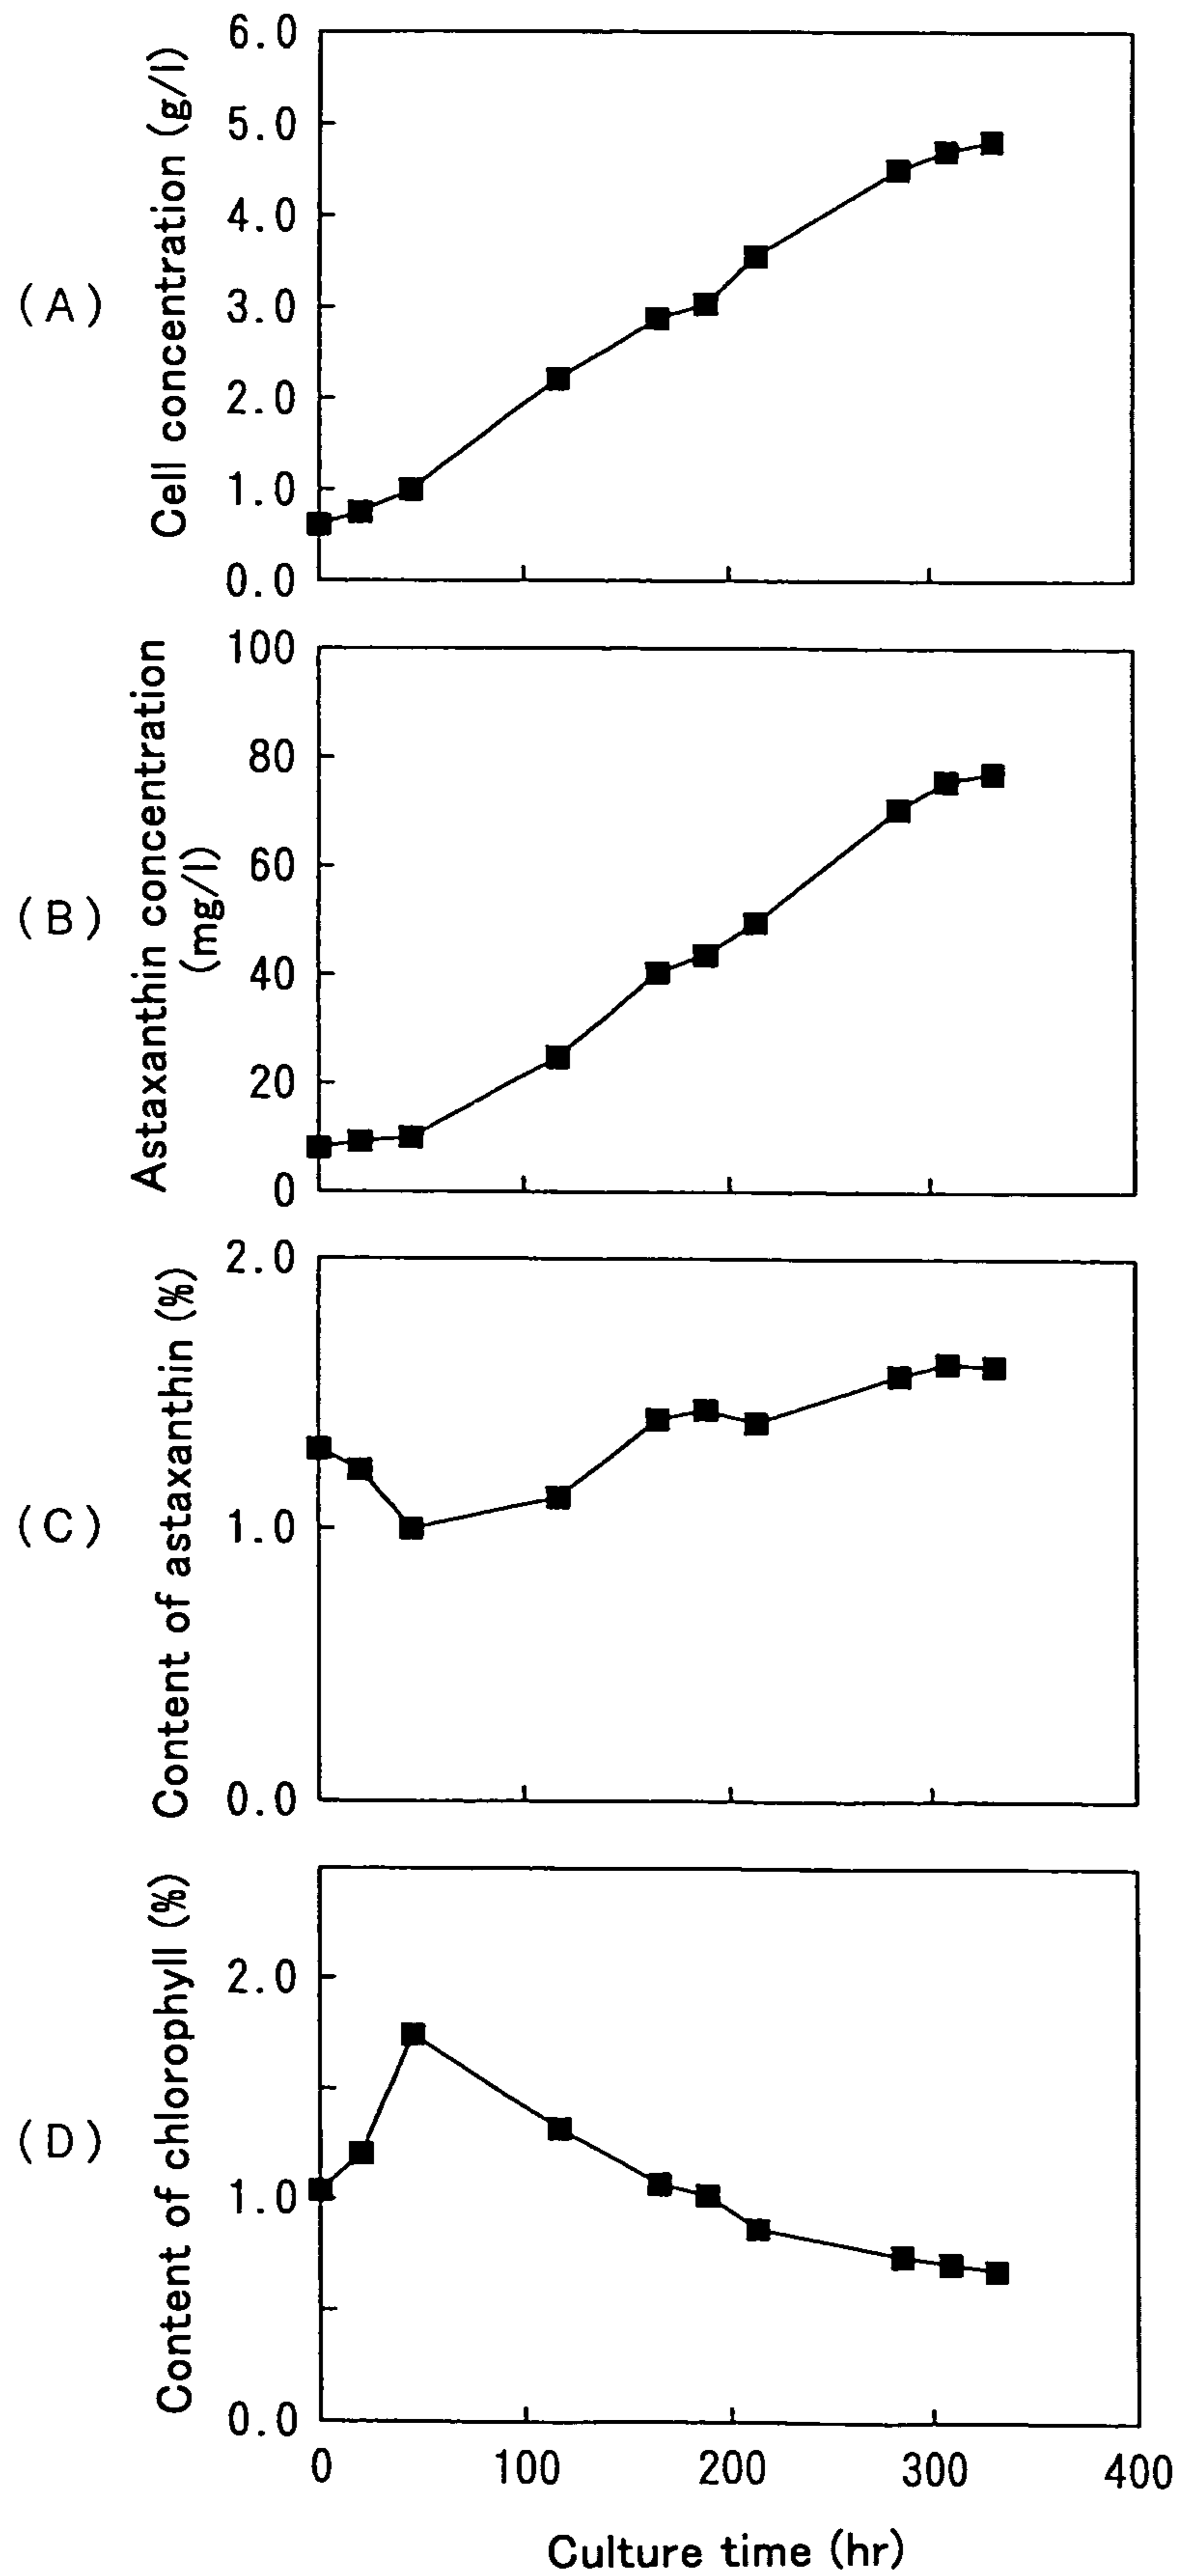 (A)
Cell concentration (g/l)
6.0
5.0
4.0
3.0
2.0
1.0
0.0
(B)
Astaxanthin concentration
(mg/l)
100
80
60
40
20
0
(C)
Content of astaxanthin (%)
2.0
1.0
0.0
(D)
Content of chlorophyll (%)
2.0
1.0
0.0
0 100 200 300 400
Culture time (hr)